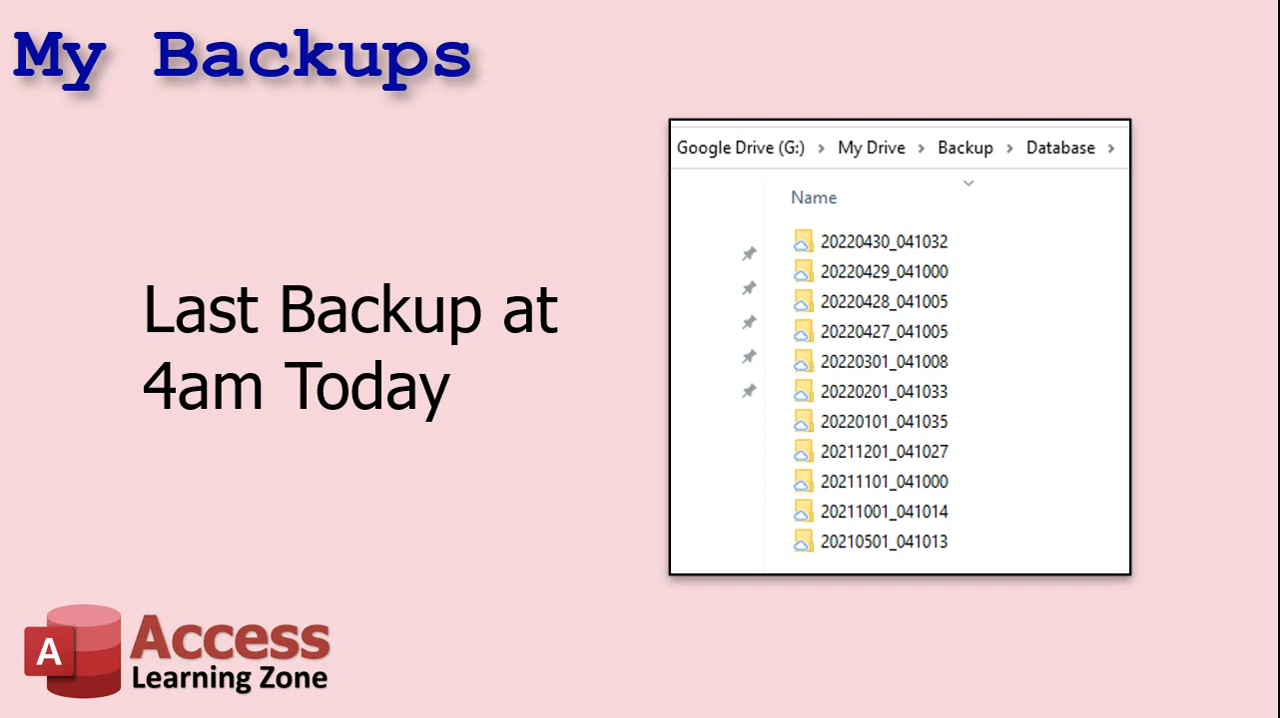 My Backups
Google Drive (G:) > My Drive > Backup > Database >
Name
20220430_041032
20220429_041000
20220428_041005
20220427_041005
20220301_041008
20220201_041033
20220101_041035
20211201_041027
20211101_041000
20211001_041014
20210501_041013
Last Backup at
4am Today
A
Access
Learning Zone